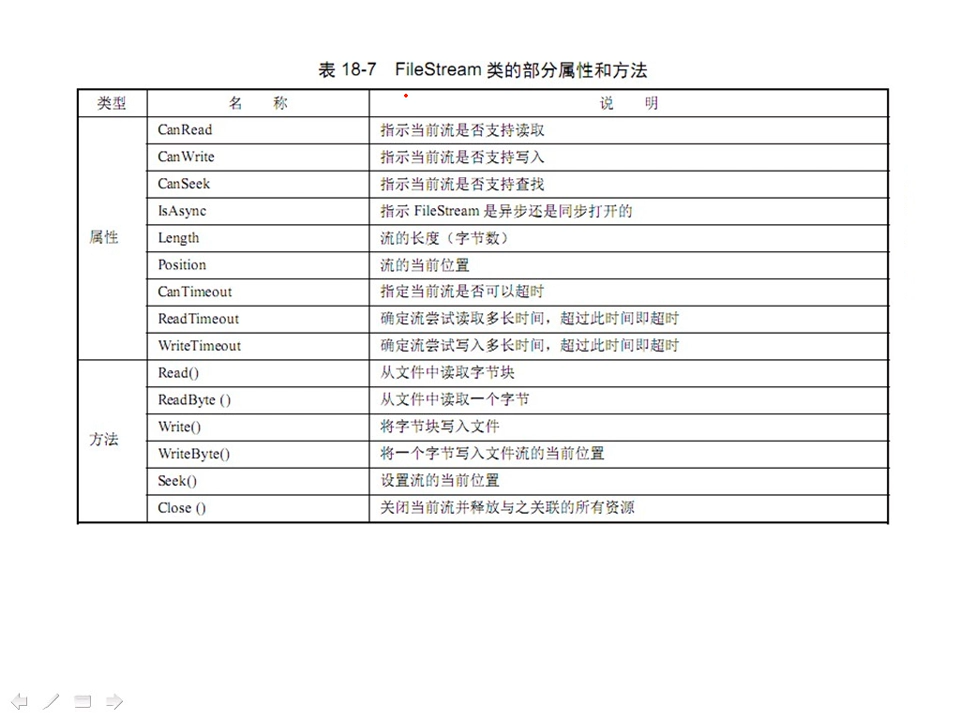 表 18-7 FileStream 类的部分属性和方法
类型 名 称 说 明
属性
CanRead 指示当前流是否支持读取
CanWrite 指示当前流是否支持写入
CanSeek 指示当前流是否支持查找
IsAsync 指示 FileStream 是异步还是同步打开的
Length 流的长度（字节数）
Position 流的当前位置
CanTimeout 指定当前流是否可以超时
ReadTimeout 确定流尝试读取多长时间，超过此时间即超时
WriteTimeout 确定流尝试写入多长时间，超过此时间即超时
方法
Read() 从文件中读取字节块
ReadByte () 从文件中读取一个字节
Write() 将字节块写入文件
WriteByte() 将一个字节写入文件流的当前位置
Seek() 设置流的当前位置
Close () 关闭当前流并释放与之关联的所有资源